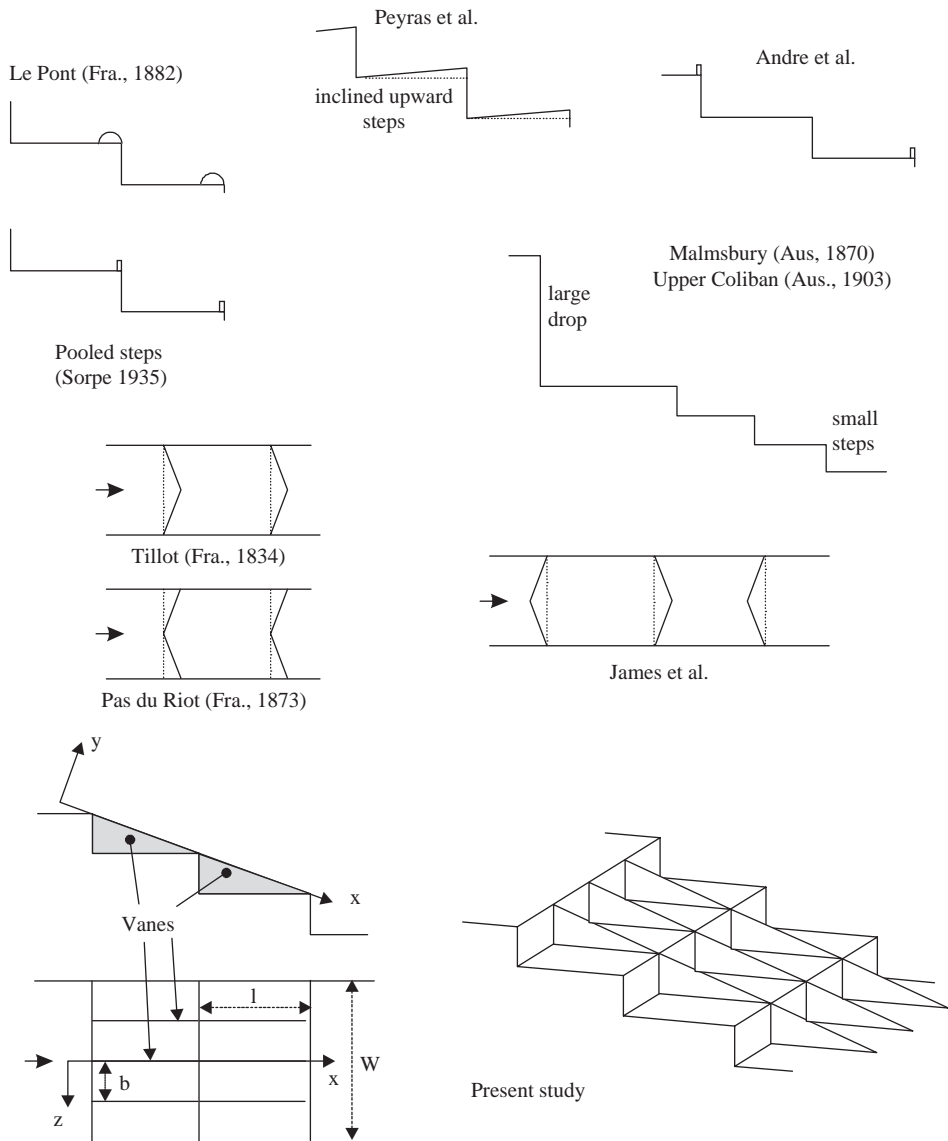 Peyras et al.
Le Pont (Fra., 1882)
Andre et al.
inclined upward
steps
Malmsbury (Aus, 1870)
Upper Coliban (Aus., 1903)
large
drop
Pooled steps
(Sorpe 1935)
small
steps
Tillot (Fra., 1834)
James et al.
Pas du Riot (Fra., 1873)
y
x
Vanes
l
W
x
b
z
Present study